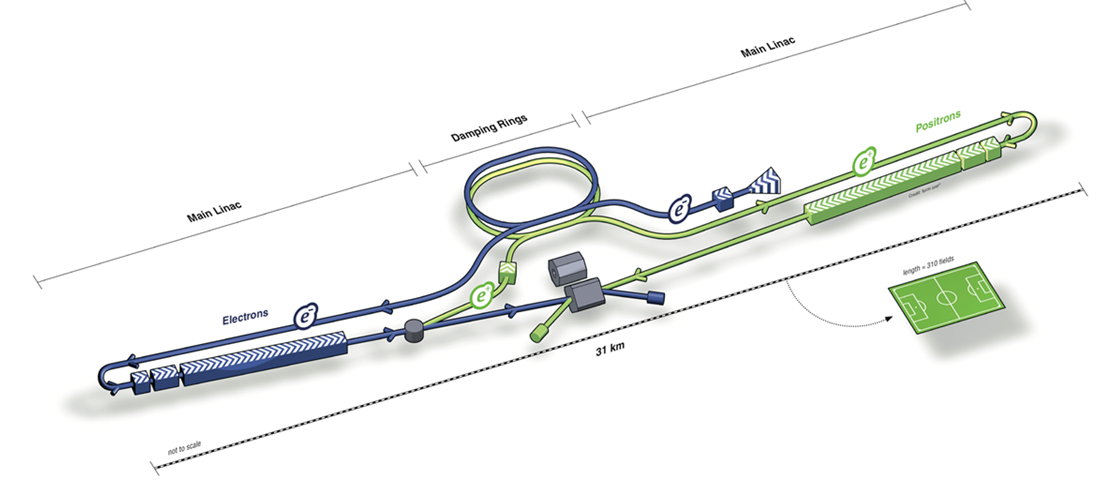 Main Linac
Damping Rings
Main Linac
Positrons
e+
e-
length = 310 fields
e+
Electrons
e-
31 km
not to scale